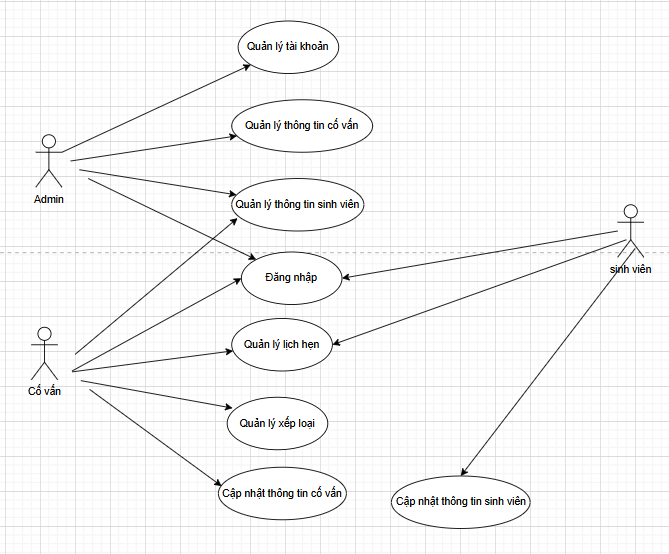 Quản lý tài khoản
Quản lý thông tin cố vấn
Admin
Quản lý thông tin sinh viên
sinh viên
Đăng nhập
Quản lý lịch hẹn
Cố vấn
Quản lý xếp loại
Cập nhật thông tin cố vấn
Cập nhật thông tin sinh viên